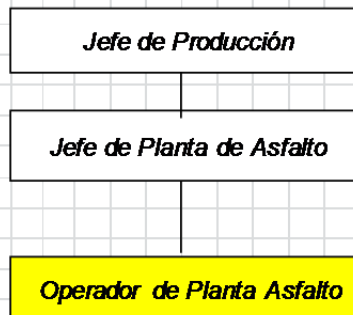 Jefe de Producción
Jefe de Planta de Asfalto
Operador de Planta Asfalto